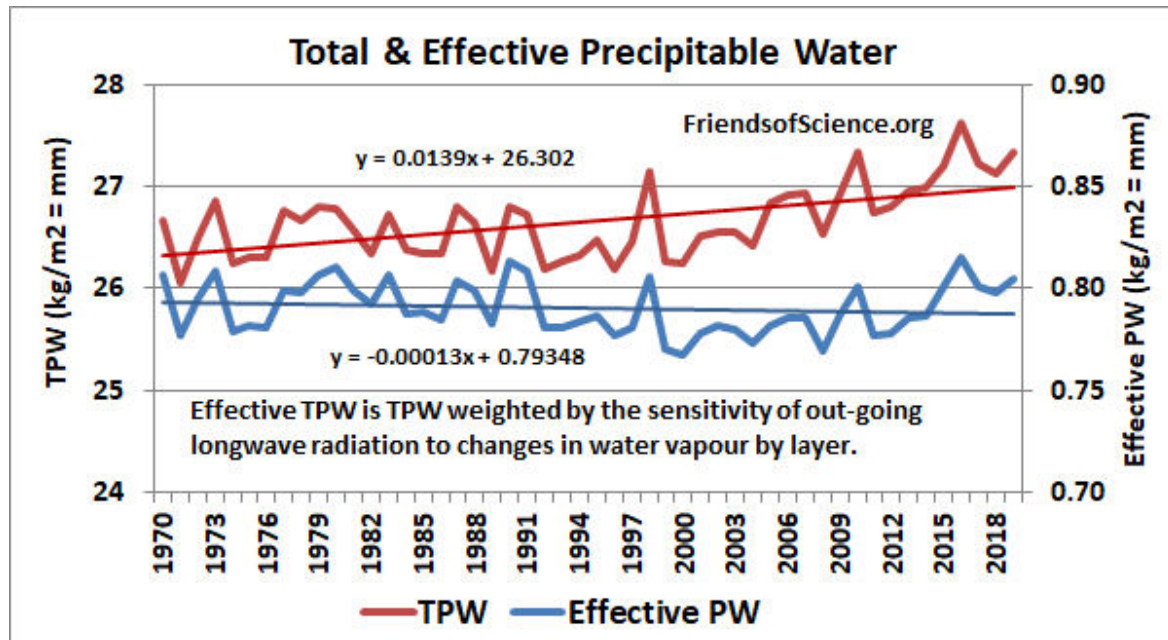 Total & Effective Precipitable Water
28
27
26
25
24
TPW (kg/m2 = mm)
0.90
0.85
0.80
0.75
0.70
Effective PW (kg/m2 = mm)
FriendsofScience.org
y = 0.0139x + 26.302
y = -0.00013x + 0.79348
Effective TPW is TPW weighted by the sensitivity of out-going
longwave radiation to changes in water vapour by layer.
1970 1973 1976 1979 1982 1985 1988 1991 1994 1997 2000 2003 2006 2009 2012 2015 2018
TPW Effective PW